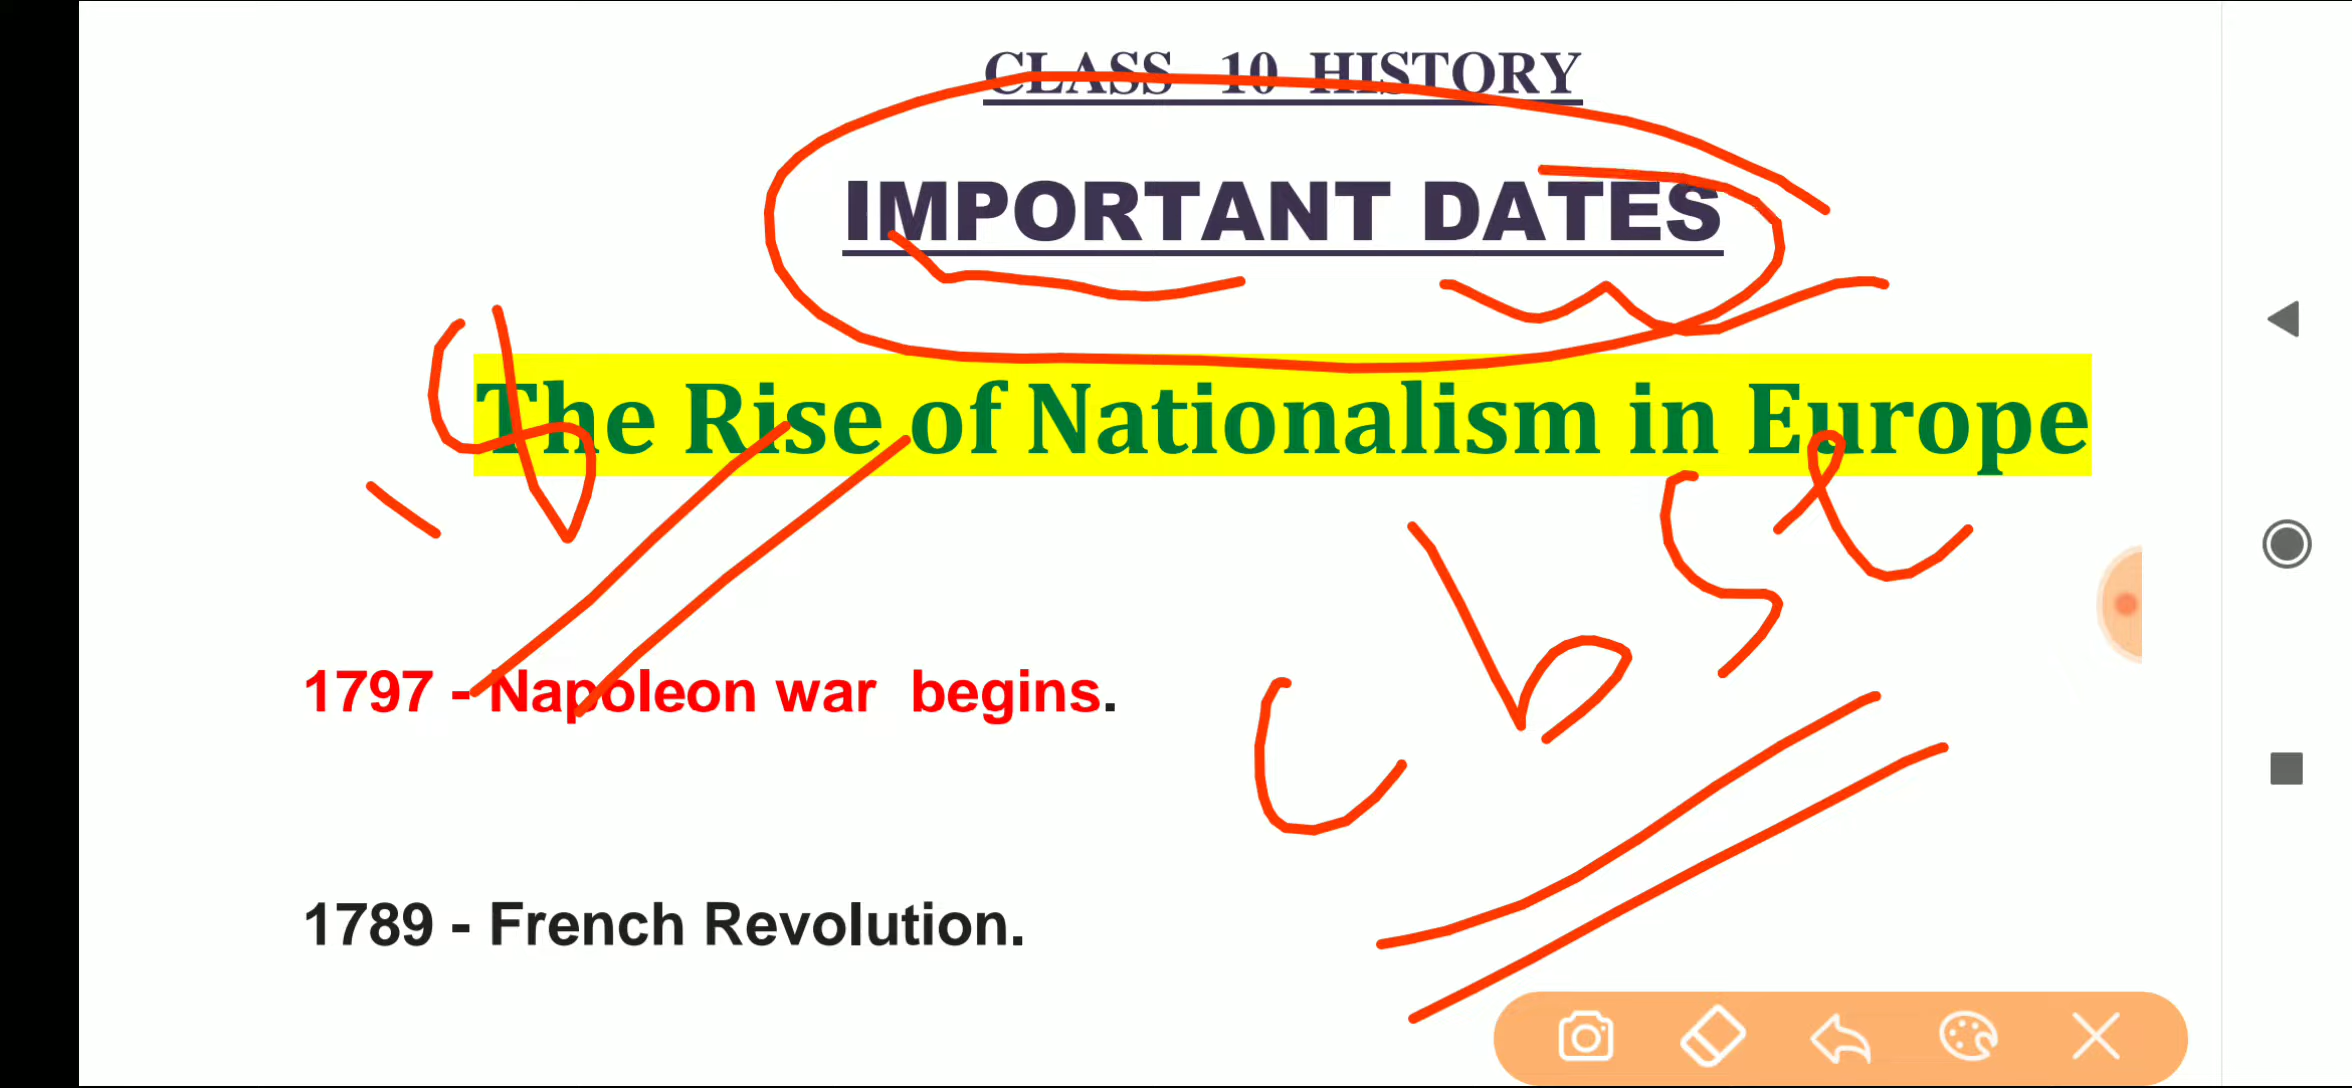 CLASS 10 HISTORY
IMPORTANT DATES
The Rise of Nationalism in Europe
cbse
1797 - Napoleon war begins.
1789 - French Revolution.